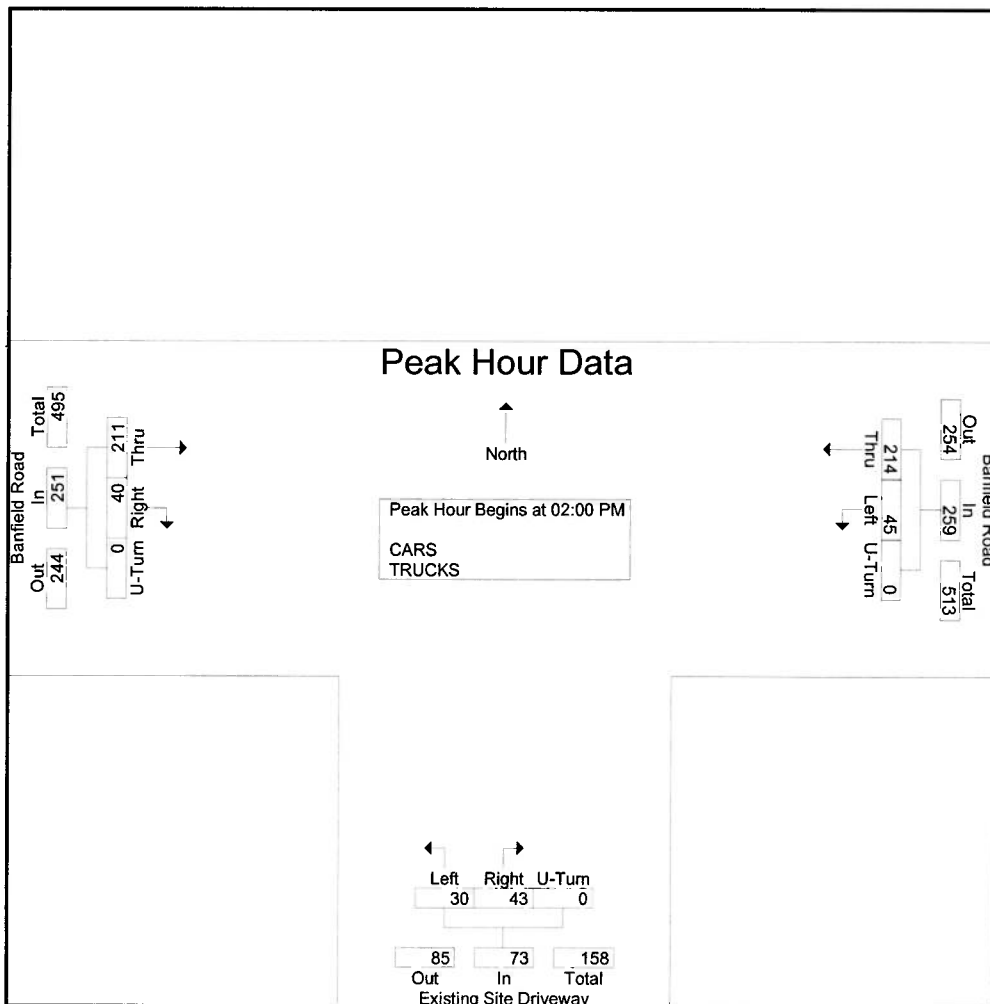 Peak Hour Data
North
Peak Hour Begins at 02:00 PM
CARS
TRUCKS
Banfield Road
Out In Total
244 251 495
U-Turn Right Thru
0 40 211
Banfield Road
Out In Total
254 259 513
Thru Left U-Turn
214 45 0
Left Right U-Turn
30 43 0
85 73 158
Out In Total
Existing Site Driveway